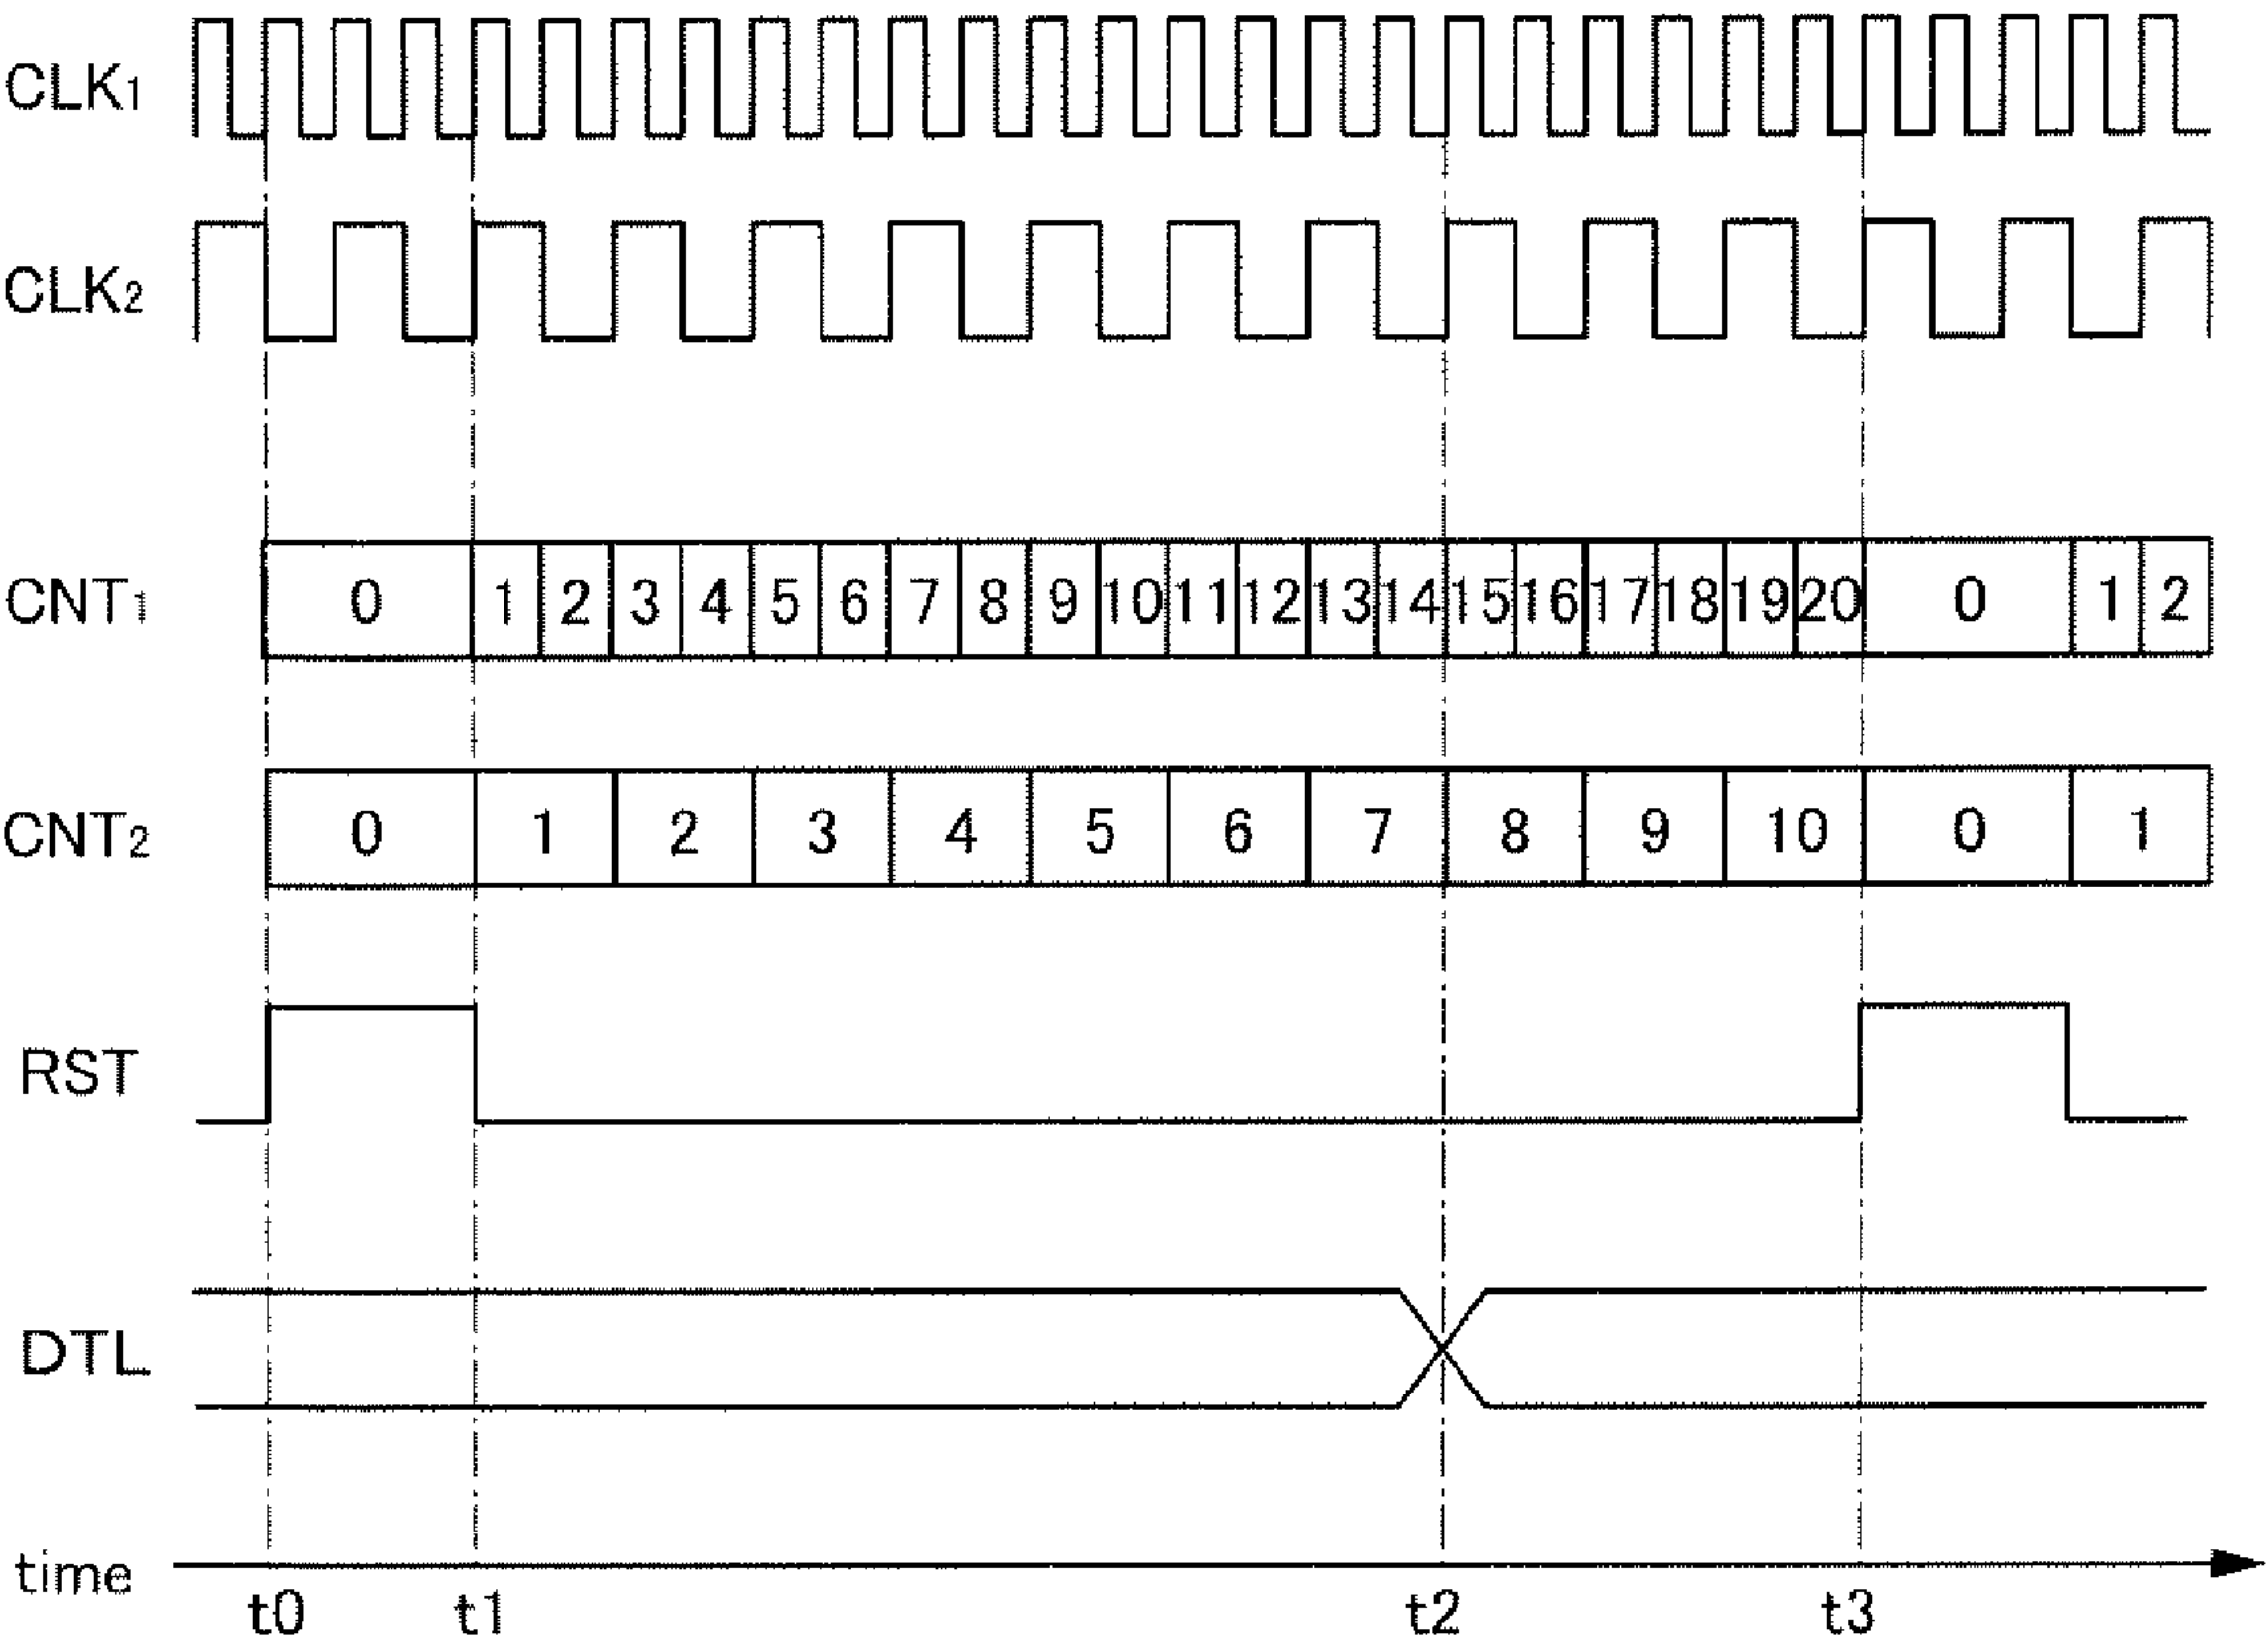 CLK1
CLK2
CNT1 0 1 2 3 4 5 6 7 8 9 10 11 12 13 14 15 16 17 18 19 20 0 1 2
CNT2 0 1 2 3 4 5 6 7 8 9 10 0 1
RST
DTL
time
t0 t1 t2 t3